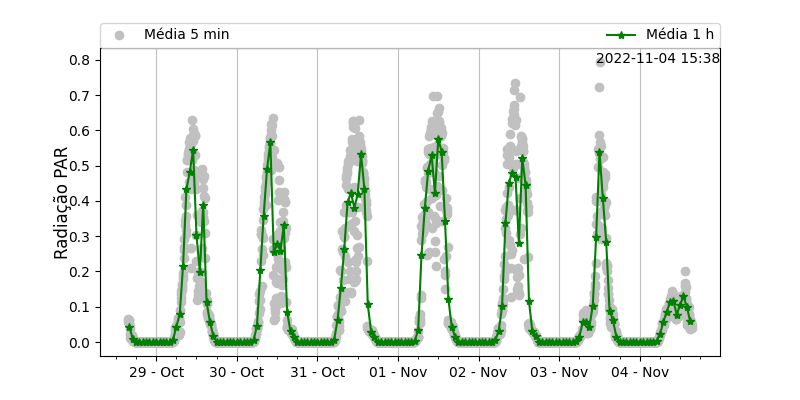 Média 5 min
Média 1 h
2022-11-04 15:38
Radiação PAR
0.8
0.7
0.6
0.5
0.4
0.3
0.2
0.1
0.0
29 - Oct
30 - Oct
31 - Oct
01 - Nov
02 - Nov
03 - Nov
04 - Nov